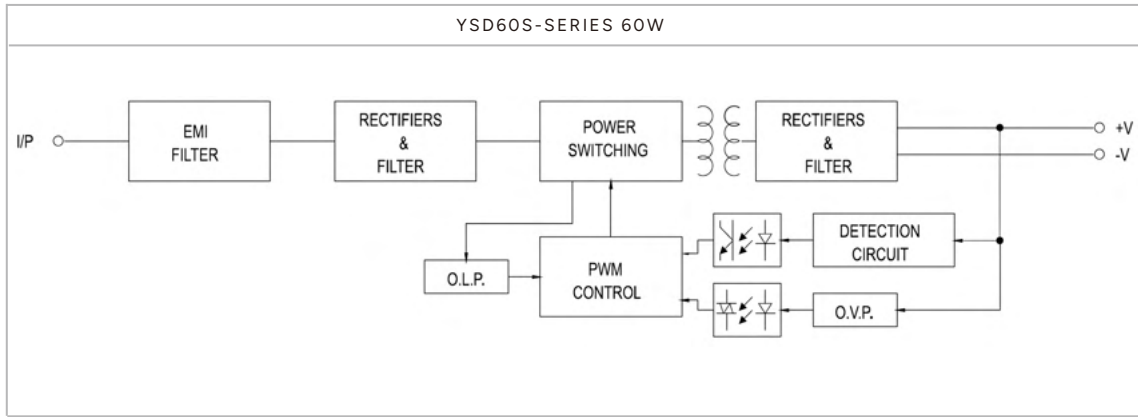 YSD60S-SERIES 60W
I/P
EMI
FILTER
RECTIFIERS
&
FILTER
POWER
SWITCHING
RECTIFIERS
&
FILTER
+V
-V
O.L.P.
PWM
CONTROL
DETECTION
CIRCUIT
O.V.P.